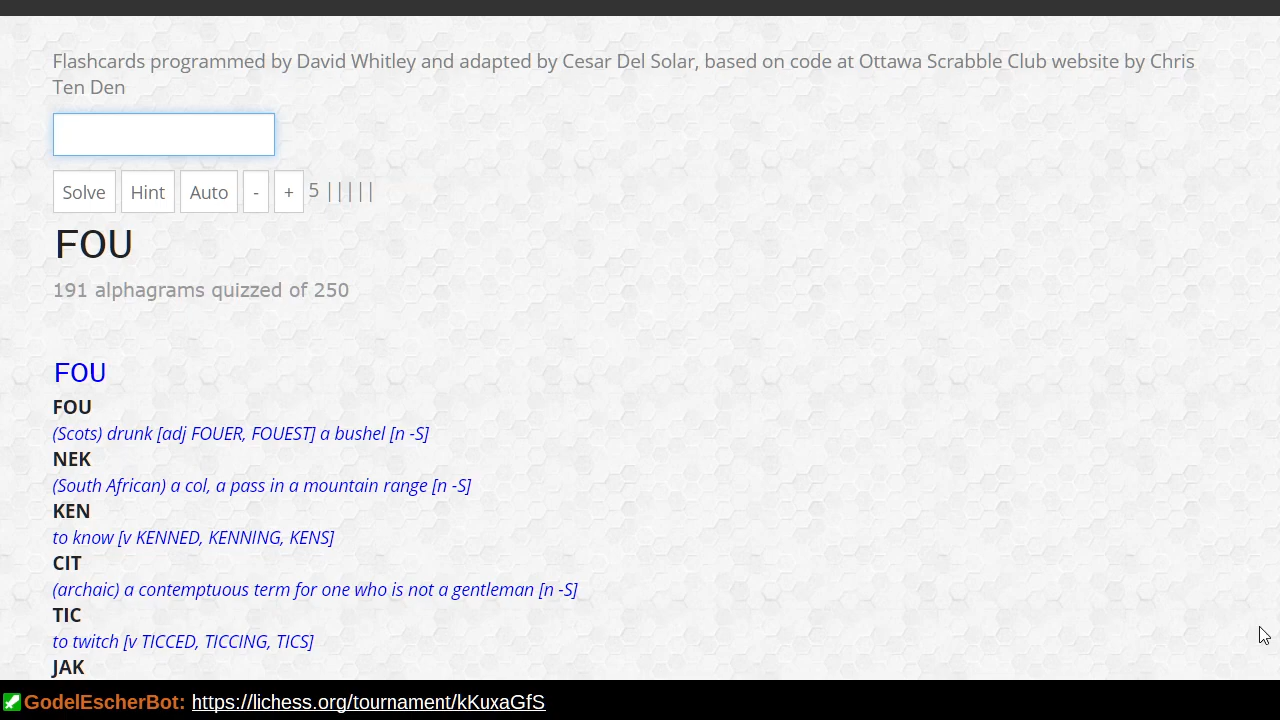 Flashcards programmed by David Whitley and adapted by Cesar Del Solar, based on code at Ottawa Scrabble Club website by Chris
Ten Den
Solve Hint Auto - + 5 |||||
FOU
191 alphagrams quizzed of 250
FOU
FOU
(Scots) drunk [adj FOUER, FOUEST] a bushel [n -S]
NEK
(South African) a col, a pass in a mountain range [n -S]
KEN
to know [v KENNED, KENNING, KENS]
CIT
(archaic) a contemptuous term for one who is not a gentleman [n -S]
TIC
to twitch [v TICCED, TICCING, TICS]
JAK
GodelEscherBot: https://lichess.org/tournament/kKuxaGfS